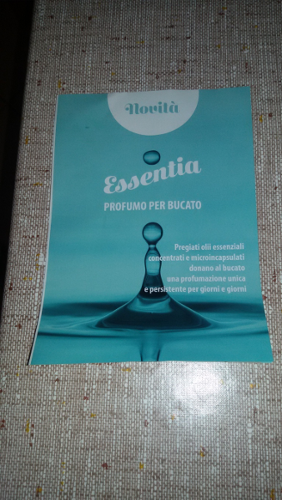 Novità
Essentia
PROFUMO PER BUCATO
Pregiati olii essenziali
concentrati e microincapsulati
donano al bucato
una profumazione unica
e persistente per giorni e giorni